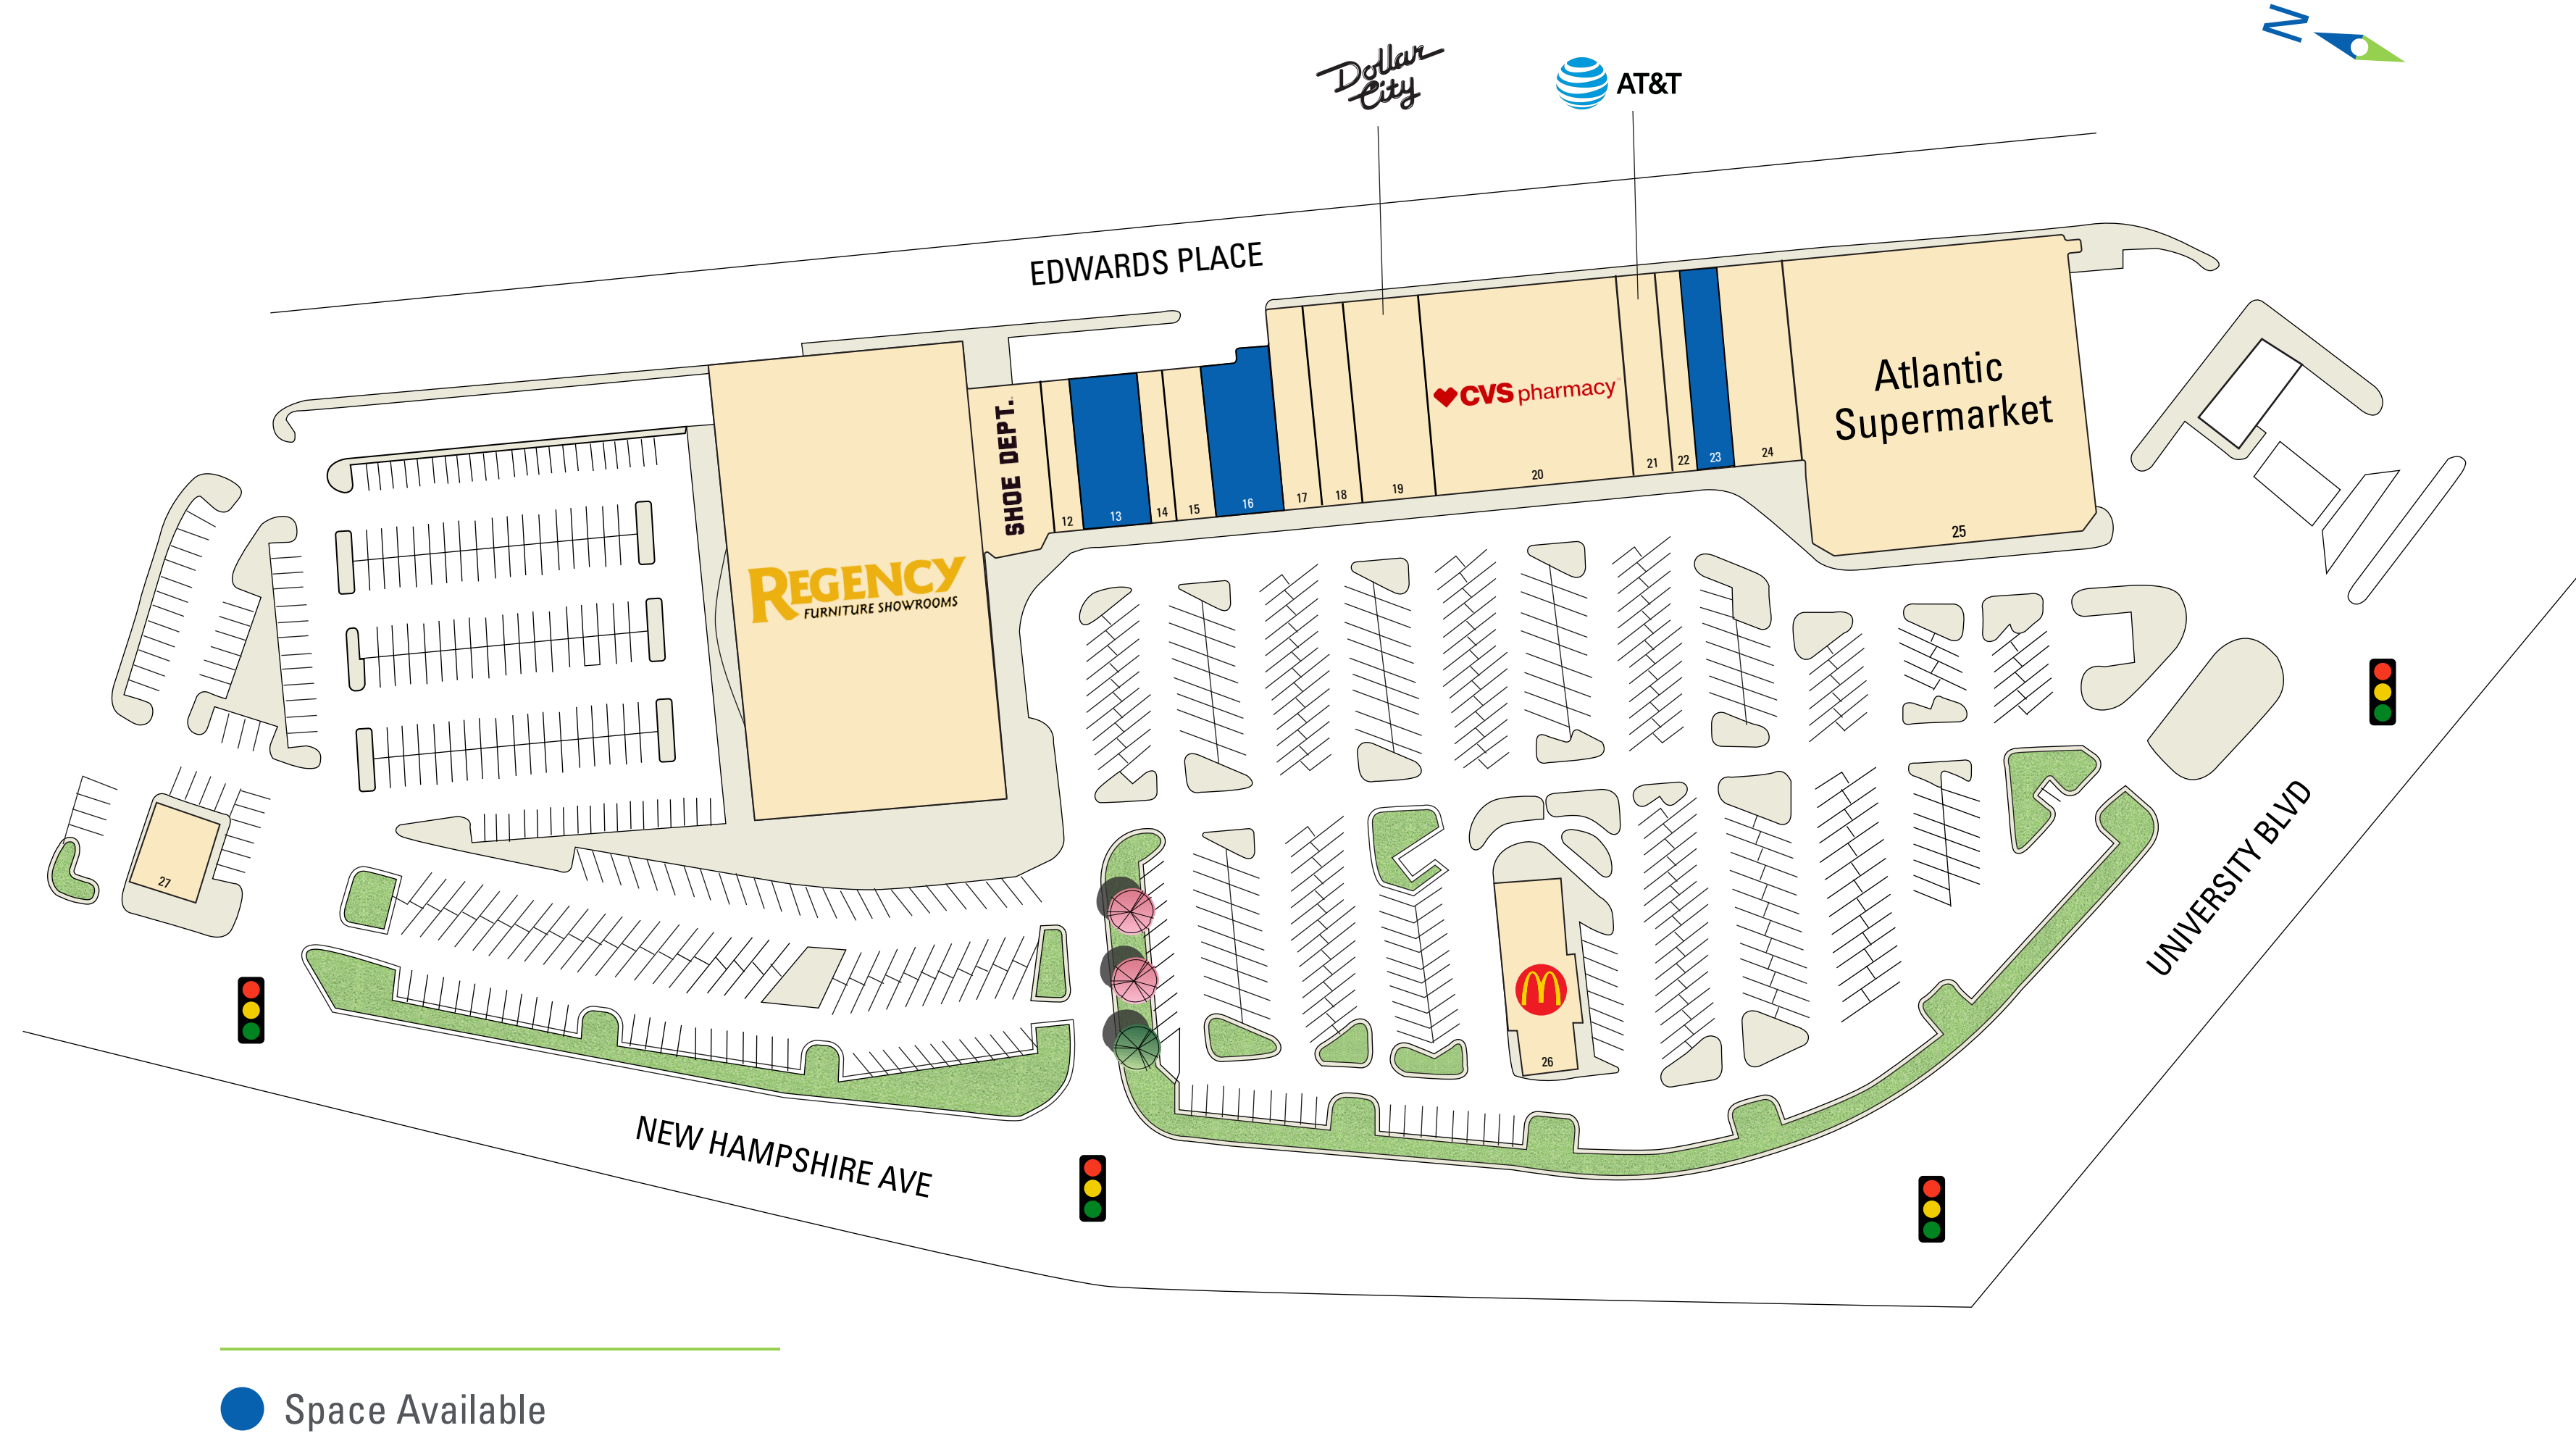 N
Dollar
City
AT&T
EDWARDS PLACE
Atlantic
Supermarket
CVS pharmacy
SHOE DEPT.
12
13
14
15
16
17
18
19
20
21
22
23
24
25
REGENCY
FURNITURE SHOWROOMS
27
26
UNIVERSITY BLVD
NEW HAMPSHIRE AVE
Space Available